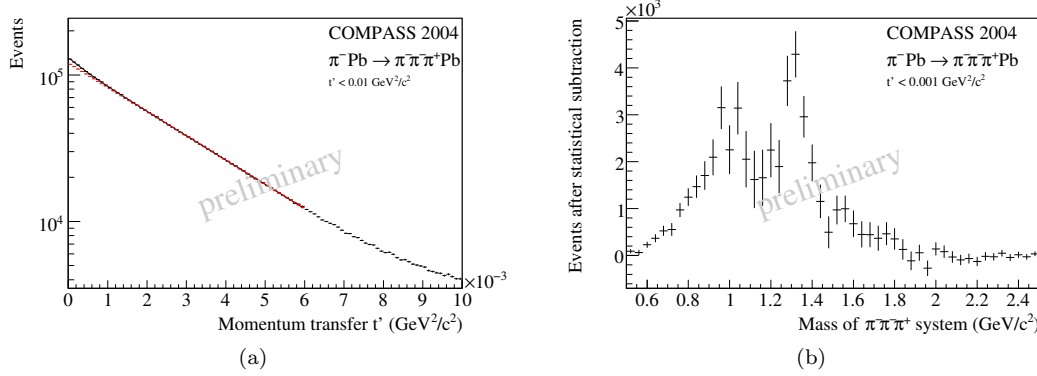 Events
10⁵
10⁴
COMPASS 2004
π⁻Pb → π⁻π⁻π⁺Pb
t' < 0.01 GeV²/c²
preliminary
0 1 2 3 4 5 6 7 8 9 10
×10⁻³
Momentum transfer t' (GeV²/c²)
(a)
×10³
Events after statistical subtraction
5
4
3
2
1
0
COMPASS 2004
π⁻Pb → π⁻π⁻π⁺Pb
t' < 0.001 GeV²/c²
preliminary
0.6 0.8 1 1.2 1.4 1.6 1.8 2 2.2 2.4
Mass of π⁻π⁻π⁺ system (GeV/c²)
(b)